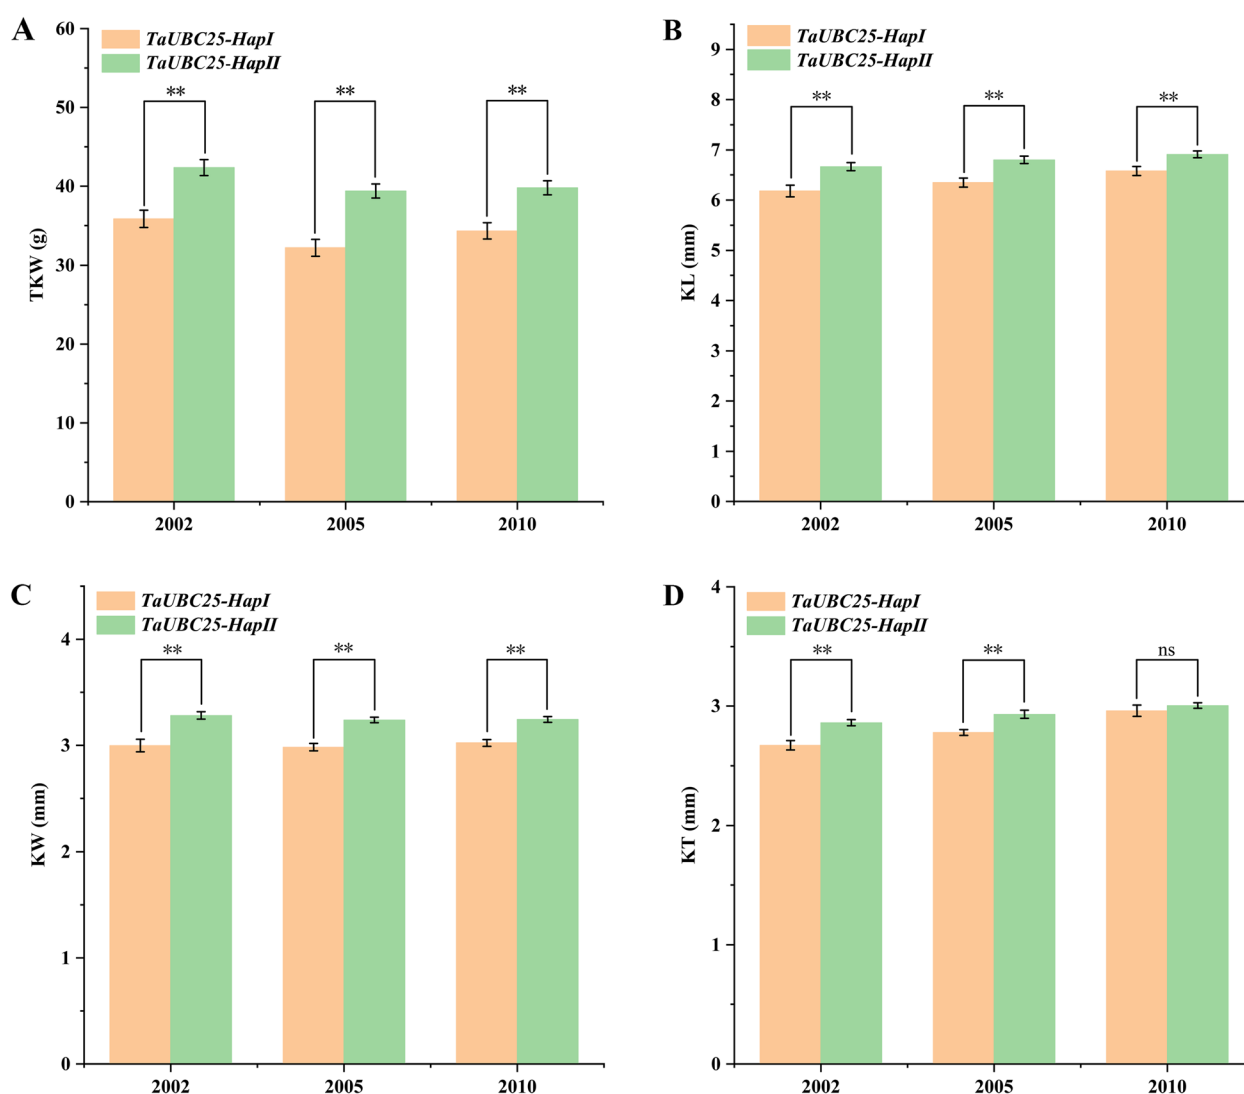 A
TaUBC25-HapI
TaUBC25-HapII
TKW (g)
60
50
40
30
20
10
0
**
**
**
2002
2005
2010
B
TaUBC25-HapI
TaUBC25-HapII
KL (mm)
9
8
7
6
5
4
3
2
1
0
**
**
**
2002
2005
2010
C
TaUBC25-HapI
TaUBC25-HapII
KW (mm)
4
3
2
1
0
**
**
**
2002
2005
2010
D
TaUBC25-HapI
TaUBC25-HapII
KT (mm)
4
3
2
1
0
**
**
ns
2002
2005
2010